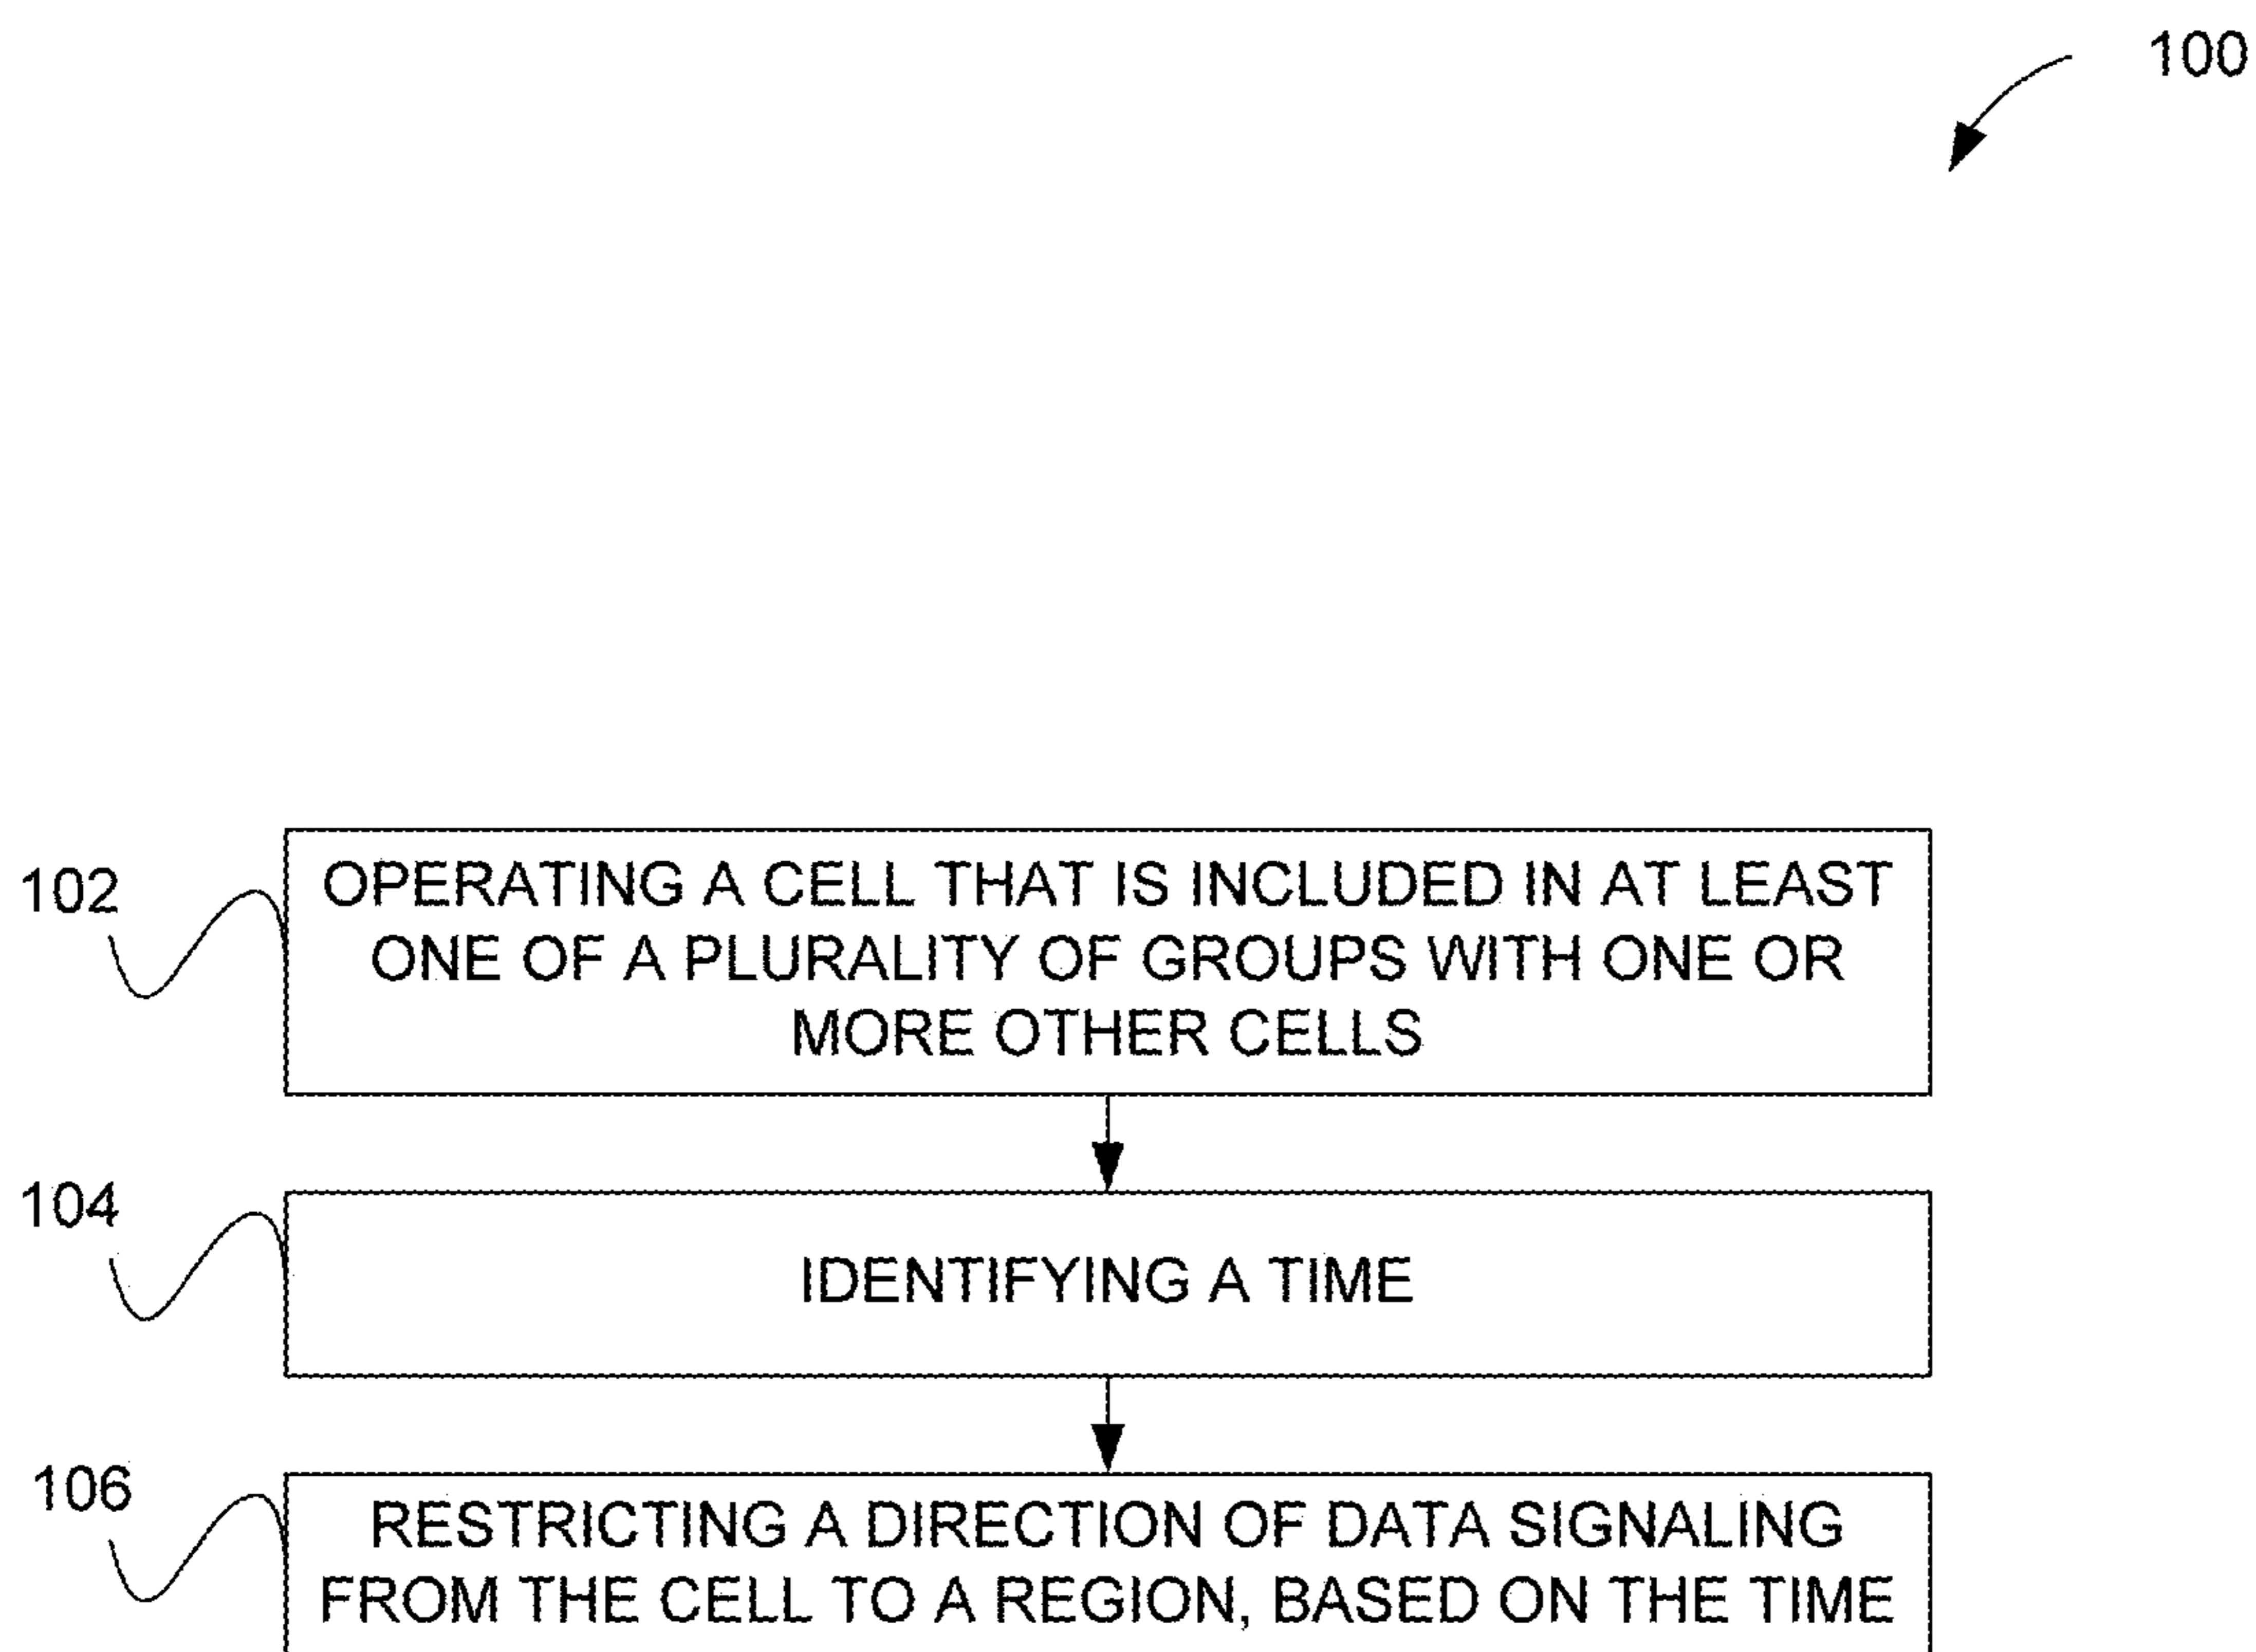 100
102
OPERATING A CELL THAT IS INCLUDED IN AT LEAST
ONE OF A PLURALITY OF GROUPS WITH ONE OR
MORE OTHER CELLS
104
IDENTIFYING A TIME
106
RESTRICTING A DIRECTION OF DATA SIGNALING
FROM THE CELL TO A REGION, BASED ON THE TIME